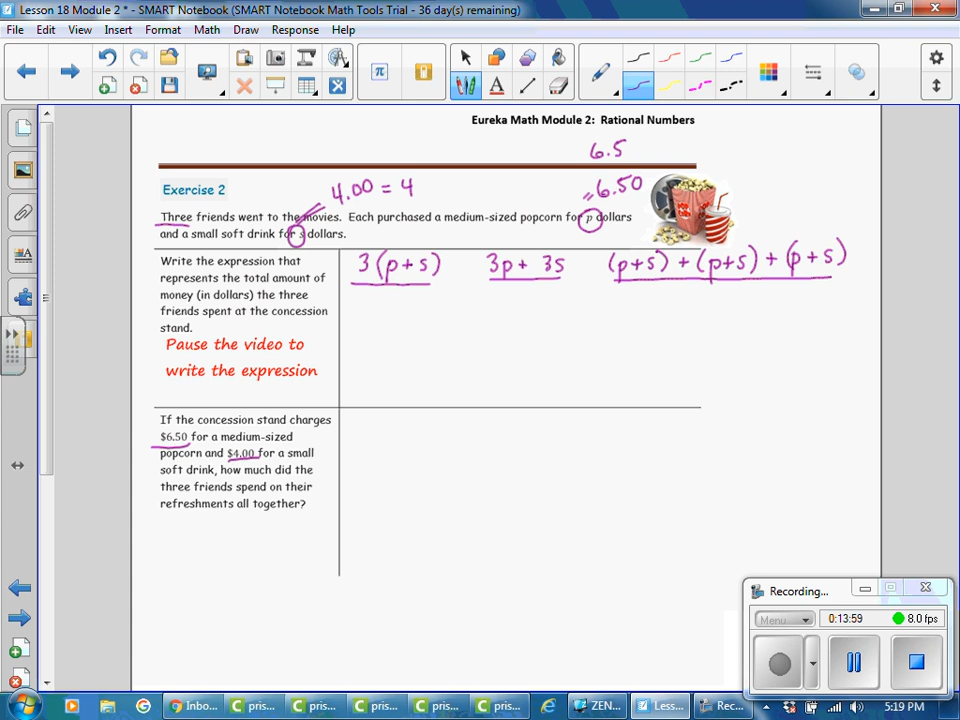 Lesson 18 Module 2 * - SMART Notebook (SMART Notebook Math Tools Trial - 36 day(s) remaining)
File Edit View Insert Format Math Draw Response Help
Eureka Math Module 2: Rational Numbers
6.5
Exercise 2
4.00 = 4
=6.50
Three friends went to the movies. Each purchased a medium-sized popcorn for p dollars
and a small soft drink for s dollars.
Write the expression that
represents the total amount of
money (in dollars) the three
friends spent at the concession
stand.
Pause the video to
write the expression
3(p+s) 3p + 3s (p+s) + (p+s) + (p+s)
If the concession stand charges
$6.50 for a medium-sized
popcorn and $4.00 for a small
soft drink, how much did the
three friends spend on their
refreshments all together?
Recording...
Menu 0:13:59 8.0 fps
Inbo... pris... pris... pris... pris... pris... ZEN... Less... Rec... 5:19 PM